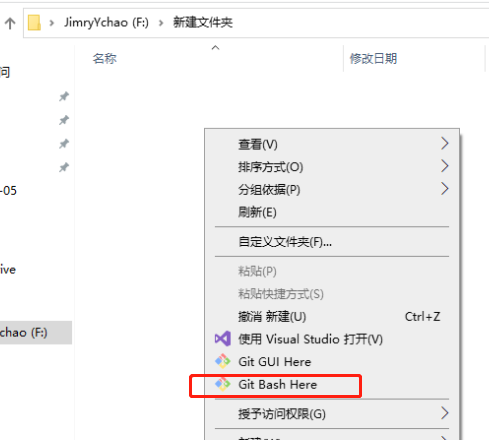 JimryYchao (F:) › 新建文件夹
名称
修改日期
问
查看(V)
排序方式(O)
-05
分组依据(P)
刷新(E)
自定义文件夹(F)...
ive
粘贴(P)
粘贴快捷方式(S)
撤消 新建(U) Ctrl+Z
chao (F:)
使用 Visual Studio 打开(V)
Git GUI Here
Git Bash Here
授予访问权限(G)